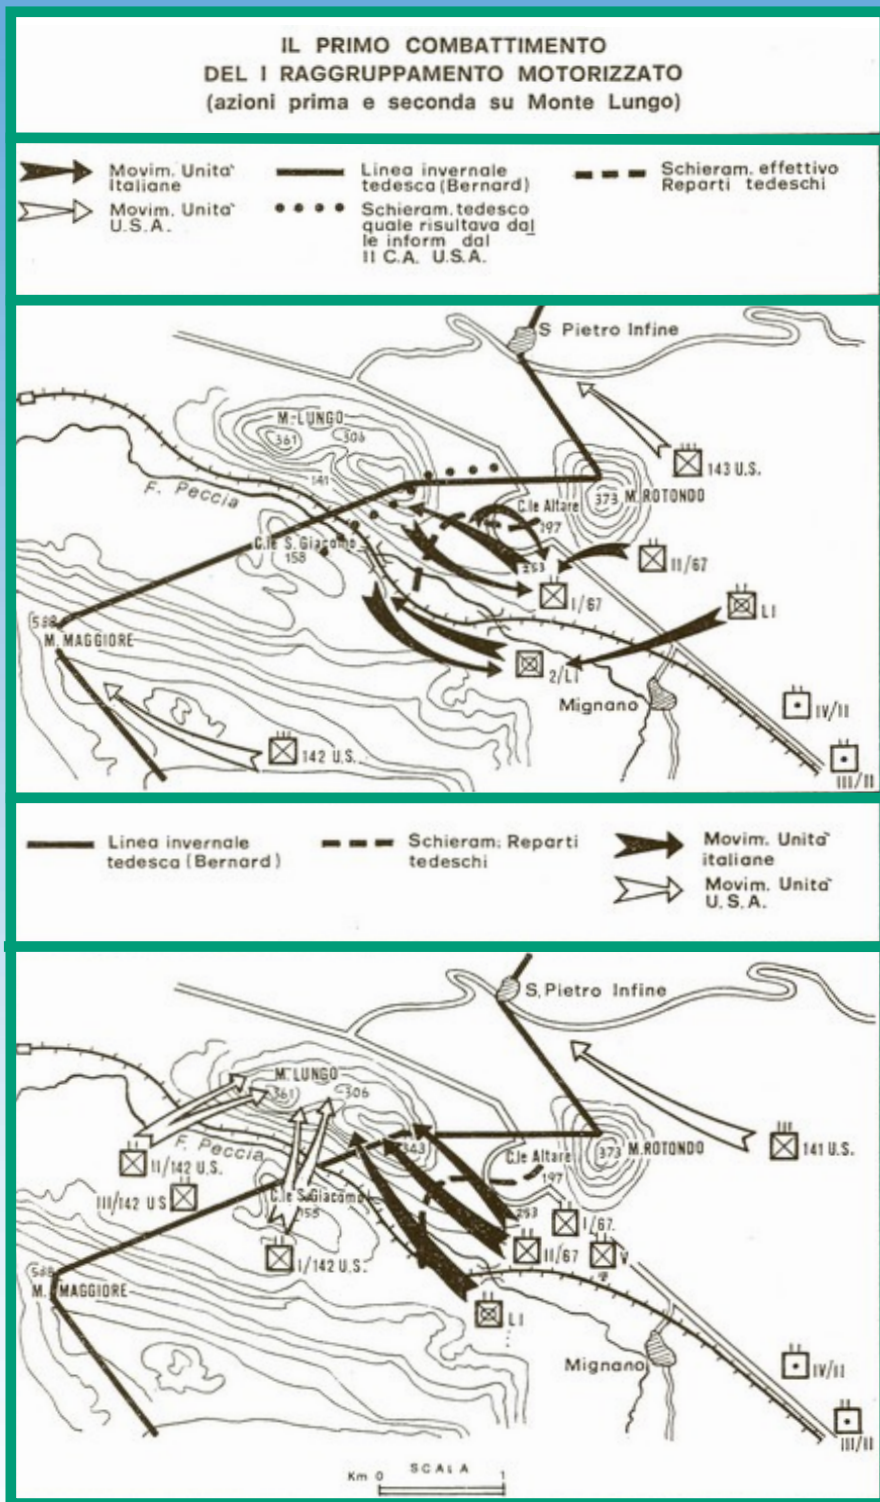 IL PRIMO COMBATTIMENTO
DEL I RAGGRUPPAMENTO MOTORIZZATO
(azioni prima e seconda su Monte Lungo)
Movim. Unita`
Italiane
Movim. Unita`
U.S.A.
Linea invernale
tedesca (Bernard)
Schieram. tedesco
quale risultava dal
le inform dal
II C.A. U.S.A.
Schieram. effettivo
Reparti tedeschi
S Pietro Infine
M. LUNGO
361
306
143 U.S.
141
F. Peccia
373 M. ROTONDO
C.le Altare
197
C.le S. Giacomo
158
253
II/67
I/67
LI
588
M. MAGGIORE
2/LI
Mignano
IV/II
142 U.S.
III/II
Linea invernale
tedesca (Bernard)
Schieram. Reparti
tedeschi
Movim. Unita`
italiane
Movim. Unita`
U.S.A.
S. Pietro Infine
M. LUNGO
361
306
F. Peccia
343
373 M. ROTONDO
141 U.S.
C.le Altare
197
II/142 U.S.
III/142 US
C.le S. Giacomo
158
253
I/67.
II/67
V
I/142 U.S.
588
M. MAGGIORE
LI
Mignano
IV/II
III/II
SCALA
Km 0 1